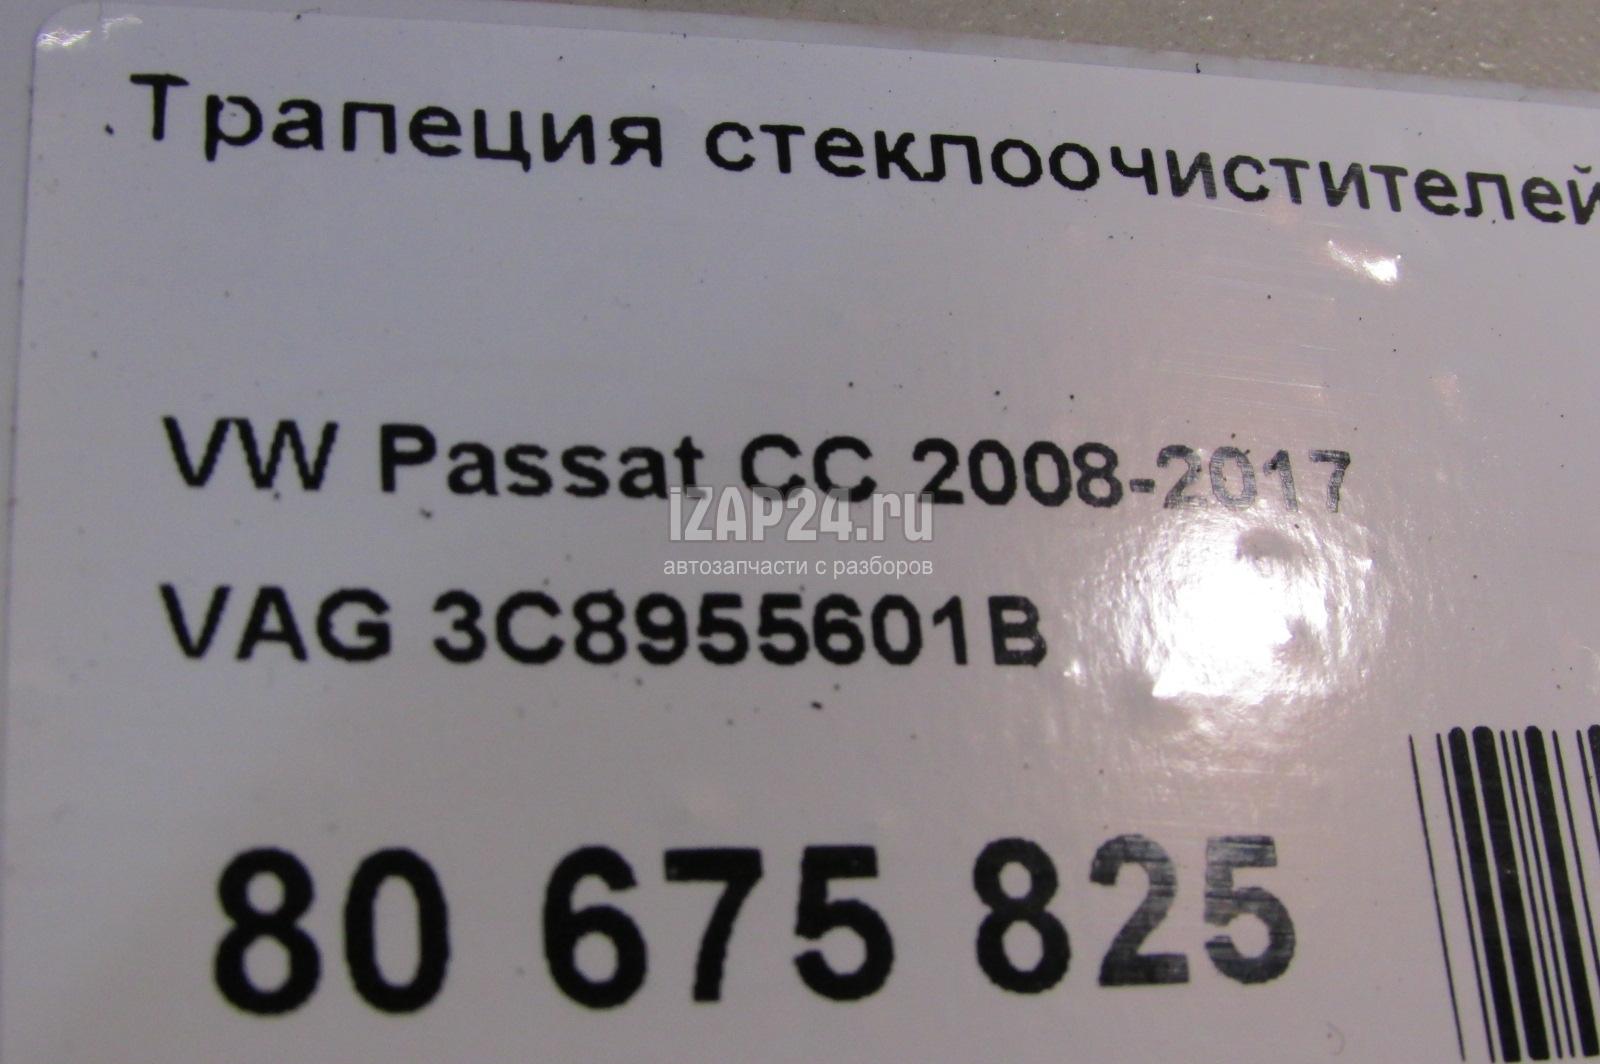 Трапеция стеклоочистителей
VW Passat CC 2008-2017
iZAP24.ru
автозапчасти с разборов
VAG 3C8955601B
80 675 825